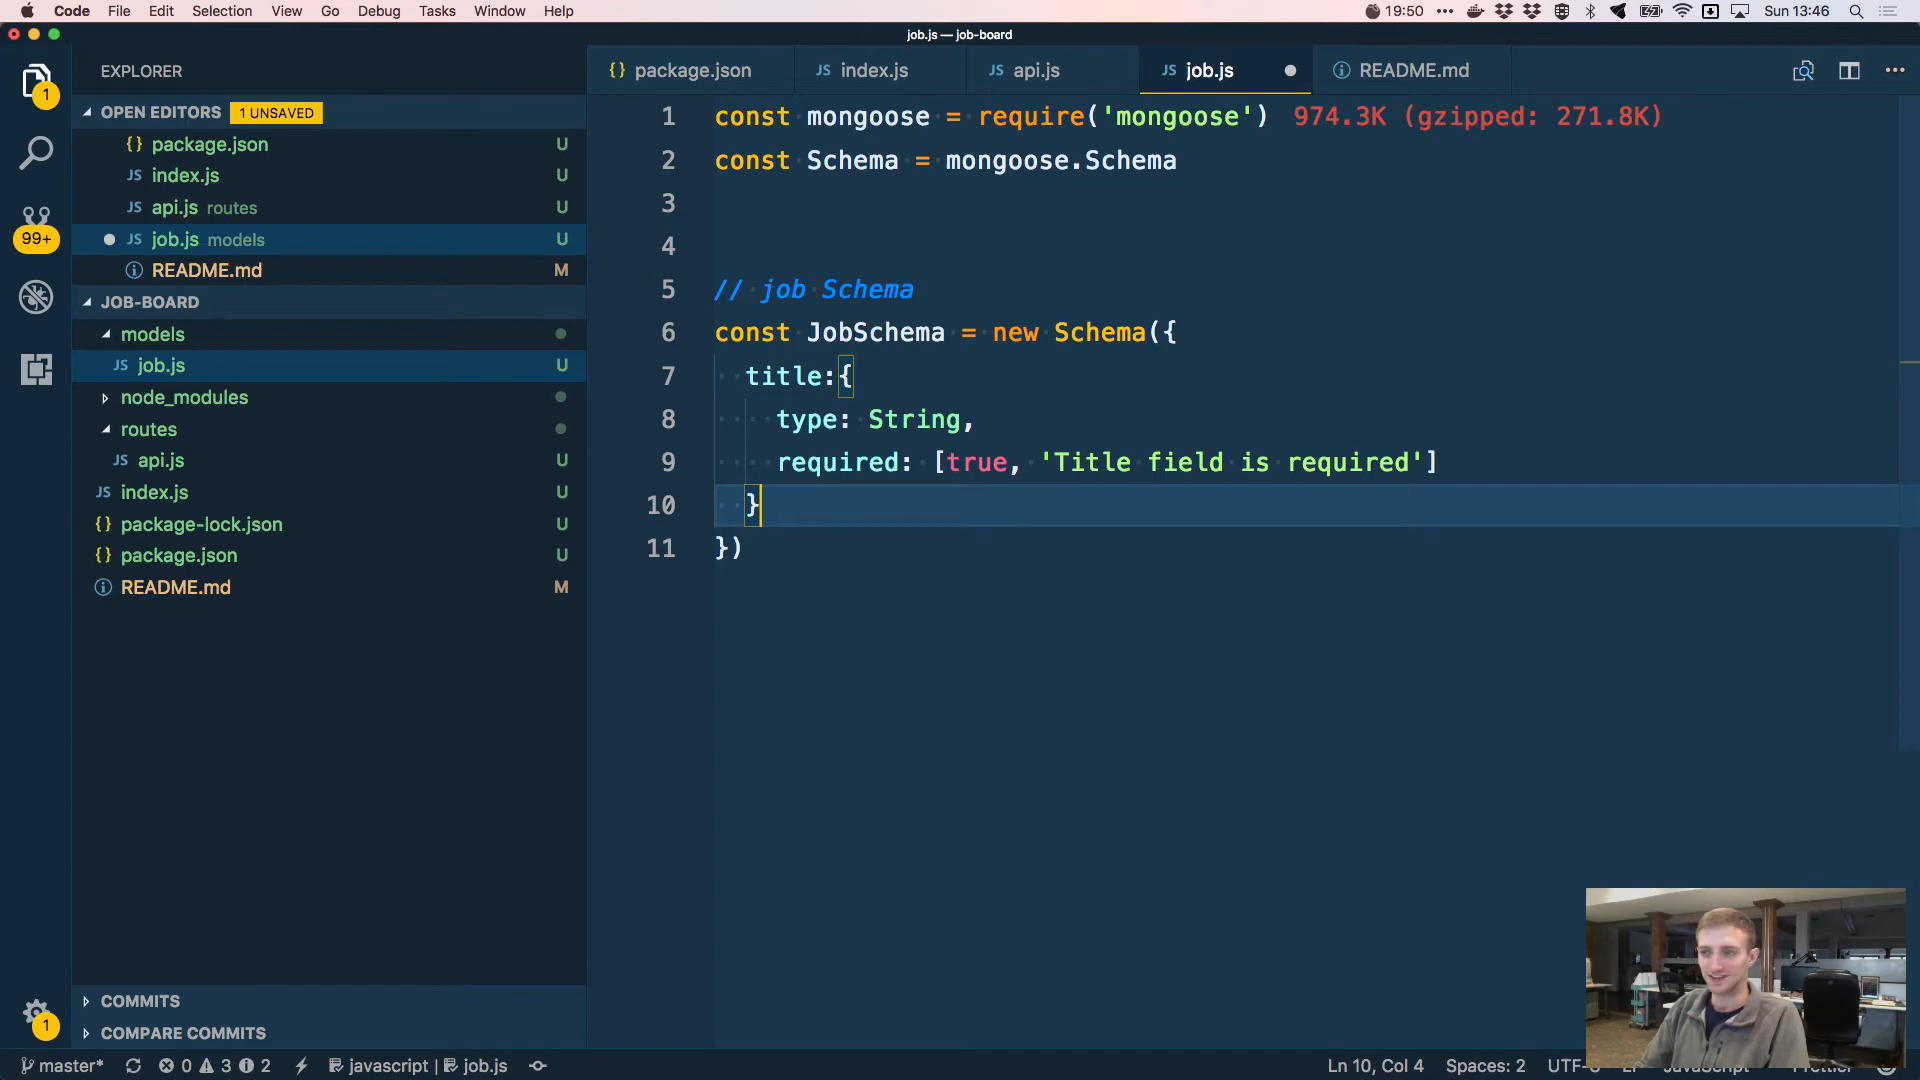 Code File Edit Selection View Go Debug Tasks Window Help 19:50 Sun 13:46
job.js — job-board
EXPLORER
OPEN EDITORS 1 UNSAVED
package.json U
index.js U
api.js routes U
job.js models U
README.md M
JOB-BOARD
models
job.js U
node_modules
routes
api.js U
index.js U
package-lock.json U
package.json U
README.md M
COMMITS
COMPARE COMMITS
1
99+
1
{} package.json JS index.js JS api.js JS job.js README.md
1 const mongoose = require('mongoose') 974.3K (gzipped: 271.8K)
2 const Schema = mongoose.Schema
3
4
5 // job Schema
6 const JobSchema = new Schema({
7 title:{
8 type: String,
9 required: [true, 'Title field is required']
10 }
11 })
master* 0 3 2 javascript | job.js Ln 10, Col 4 Spaces: 2